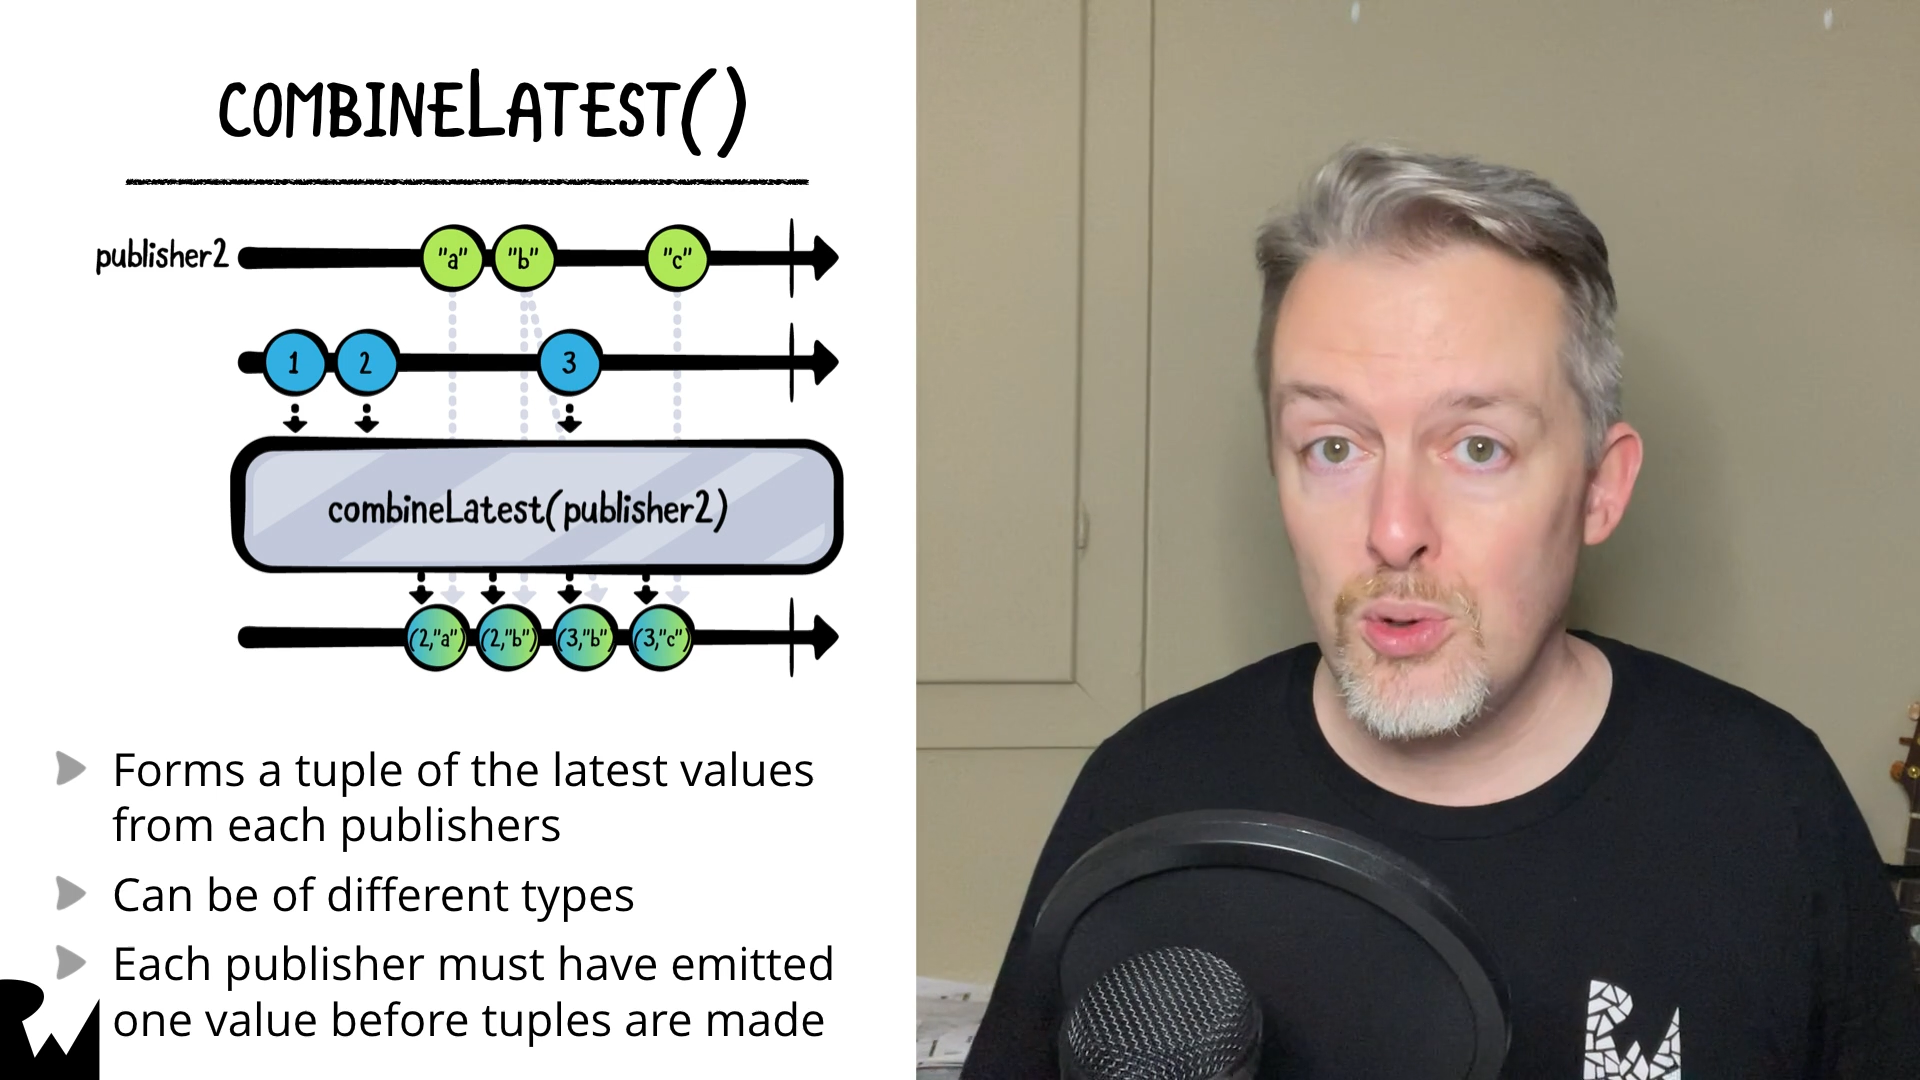 COMBINELATEST()
publisher2
"a" "b" "c"
1 2 3
combineLatest(publisher2)
(2,"a") (2,"b") (3,"b") (3,"c")
Forms a tuple of the latest values
from each publishers
Can be of different types
Each publisher must have emitted
one value before tuples are made